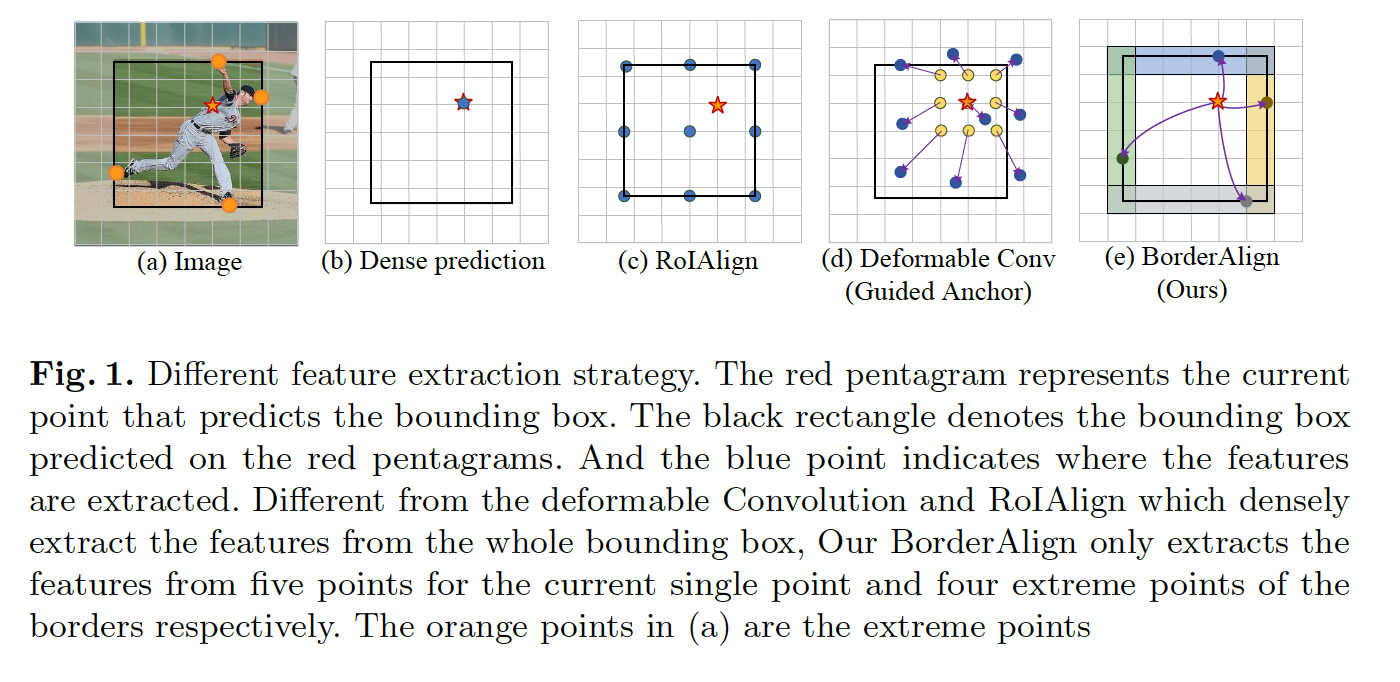 (a) Image
(b) Dense prediction
(c) RoIAlign
(d) Deformable Conv
(Guided Anchor)
(e) BorderAlign
(Ours)
Fig. 1. Different feature extraction strategy. The red pentagram represents the current
point that predicts the bounding box. The black rectangle denotes the bounding box
predicted on the red pentagrams. And the blue point indicates where the features
are extracted. Different from the deformable Convolution and RoIAlign which densely
extract the features from the whole bounding box, Our BorderAlign only extracts the
features from five points for the current single point and four extreme points of the
borders respectively. The orange points in (a) are the extreme points